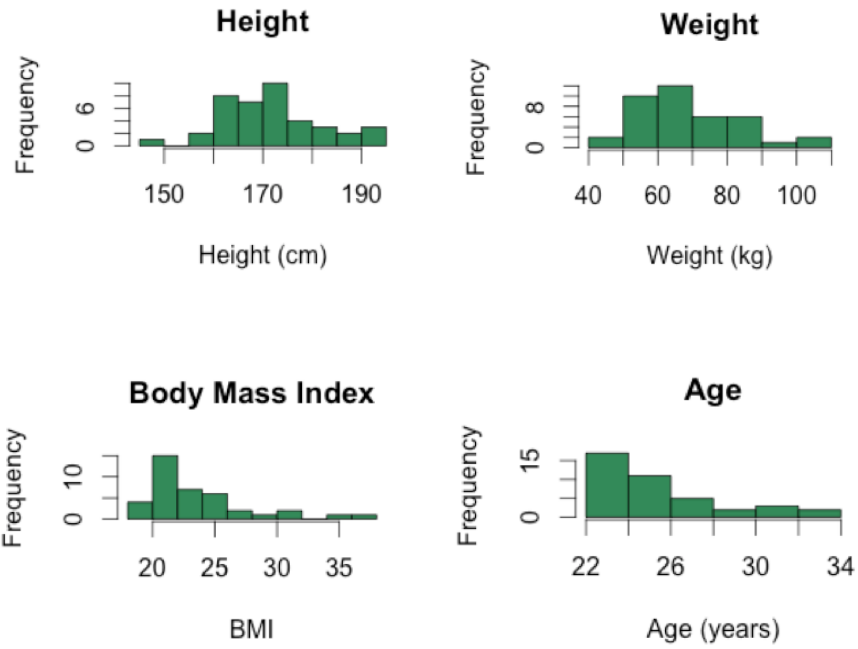 Height
Frequency
0
6
150
170
190
Height (cm)
Weight
Frequency
0
8
40
60
80
100
Weight (kg)
Body Mass Index
Frequency
0
10
20
25
30
35
BMI
Age
Frequency
0
15
22
26
30
34
Age (years)